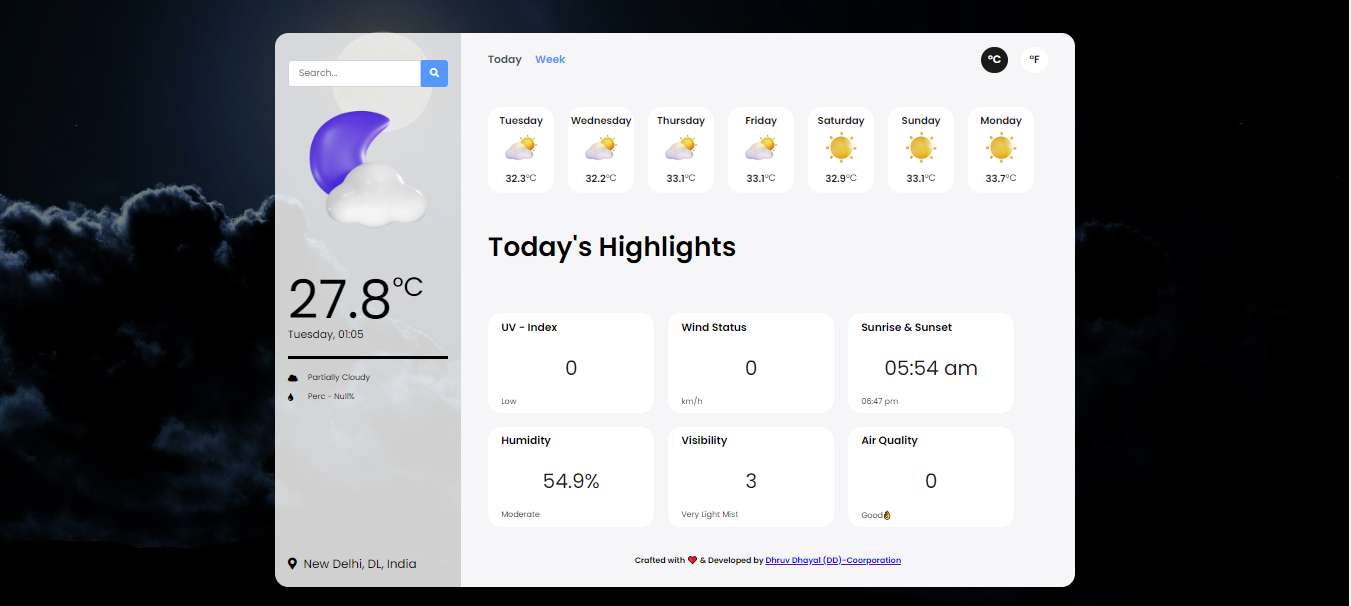 Search...
27.8°C
Tuesday, 01:05
Partially Cloudy
Perc - Null%
New Delhi, DL, India
Today Week °C °F
Tuesday Wednesday Thursday Friday Saturday Sunday Monday
32.3°C 32.2°C 33.1°C 33.1°C 32.9°C 33.1°C 33.7°C
Today's Highlights
UV - Index Wind Status Sunrise & Sunset
0 0 05:54 am
Low km/h 06:47 pm
Humidity Visibility Air Quality
54.9% 3 0
Moderate Very Light Mist Good👌
Crafted with ❤️ & Developed by Dhruv Dhayal (DD)-Coorporation